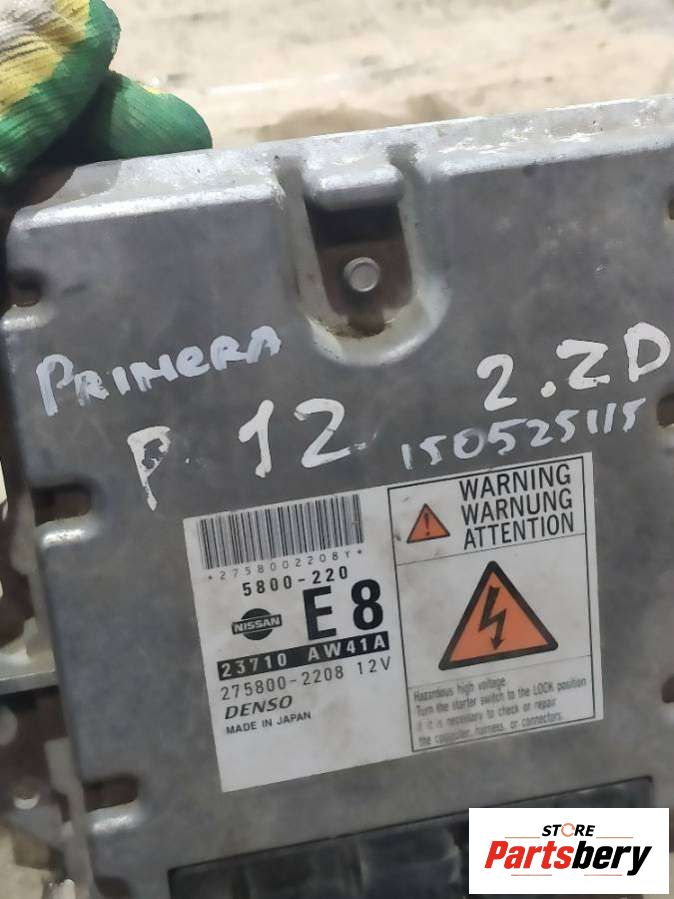 PRIMERA
P. 12 2.2D
150525115
WARNING
WARNUNG
ATTENTION
*2758002208Y*
5800-220
NISSAN
E8
23710 AW41A
275800-2208 12V
DENSO
MADE IN JAPAN
Hazardous high voltage.
Turn the starter switch to the LOCK position
if it is necessary to check or repair
the computer, harness, or connectors.
STORE
Partsbery